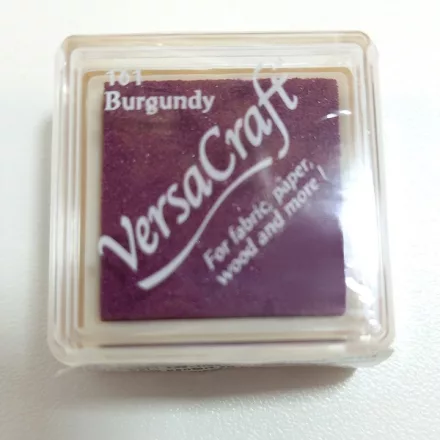 161
Burgundy
VersaCraft
For fabric, paper,
wood and more !